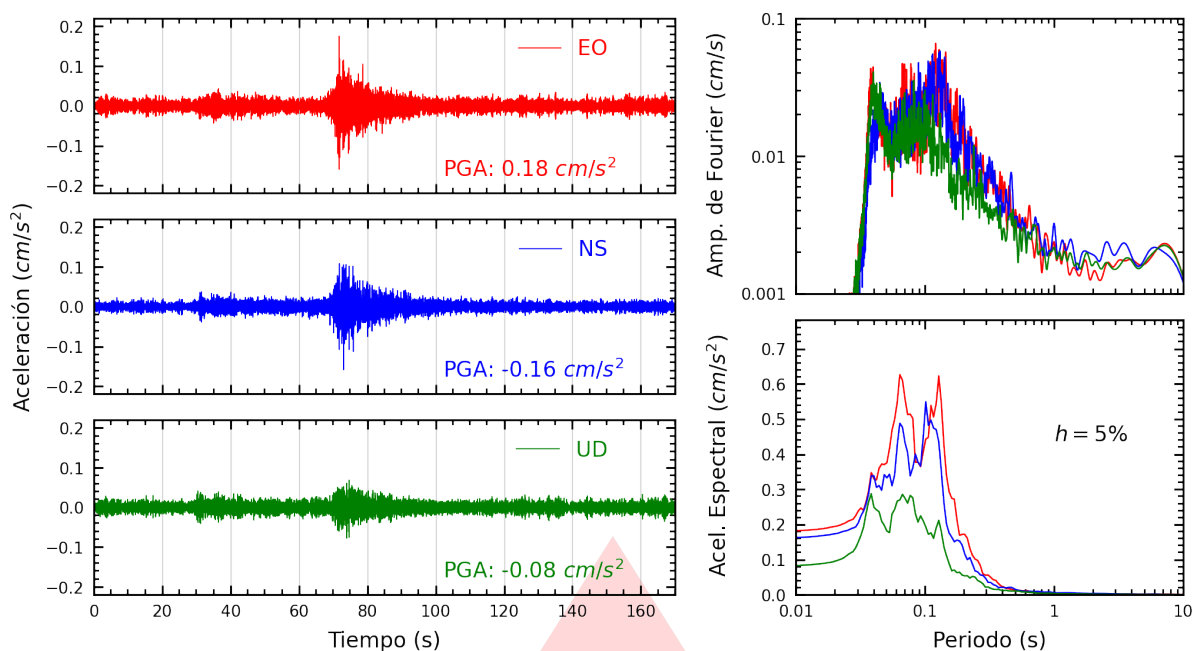 Aceleración (cm/s²)
0.2
0.1
0.0
−0.1
−0.2
EO
PGA: 0.18 cm/s²
0.2
0.1
0.0
−0.1
−0.2
NS
PGA: -0.16 cm/s²
0.2
0.1
0.0
−0.1
−0.2
UD
PGA: -0.08 cm/s²
0 20 40 60 80 100 120 140 160
Tiempo (s)
Amp. de Fourier (cm/s)
0.1
0.01
0.001
Acel. Espectral (cm/s²)
0.7
0.6
0.5
0.4
0.3
0.2
0.1
0.0
h = 5%
0.01 0.1 1 10
Periodo (s)